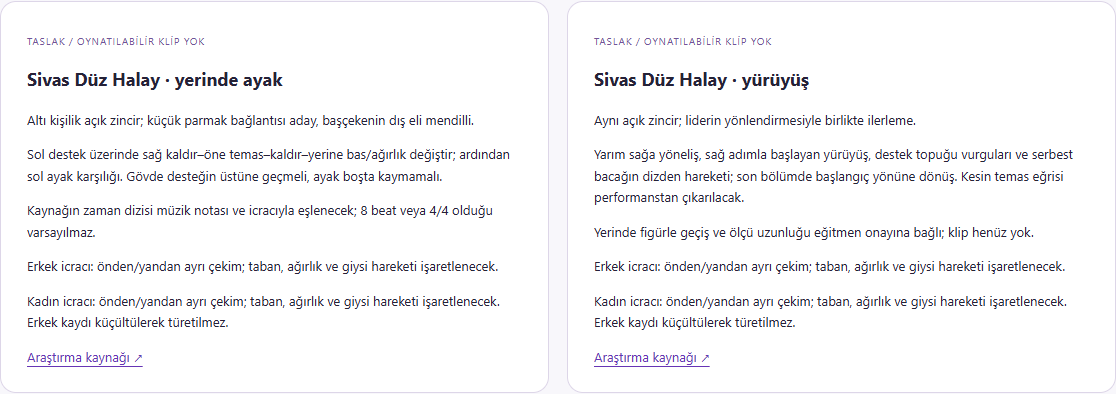 TASLAK / OYNATILABİLİR KLİP YOK
Sivas Düz Halay · yerinde ayak
Altı kişilik açık zincir; küçük parmak bağlantısı aday, başçekenin dış eli mendilli.
Sol destek üzerinde sağ kaldır–öne temas–kaldır–yerine bas/ağırlık değiştir; ardından
sol ayak karşılığı. Gövde desteğin üstüne geçmeli, ayak boşta kaymamalı.
Kaynağın zaman dizisi müzik notası ve icracıyla eşlenecek; 8 beat veya 4/4 olduğu
varsayılmaz.
Erkek icracı: önden/yandan ayrı çekim; taban, ağırlık ve giysi hareketi işaretlenecek.
Kadın icracı: önden/yandan ayrı çekim; taban, ağırlık ve giysi hareketi işaretlenecek.
Erkek kaydı küçültülerek türetilmez.
Araştırma kaynağı ↗
TASLAK / OYNATILABİLİR KLİP YOK
Sivas Düz Halay · yürüyüş
Aynı açık zincir; liderin yönlendirmesiyle birlikte ilerleme.
Yarım sağa yöneliş, sağ adımla başlayan yürüyüş, destek topuğu vurguları ve serbest
bacağın dizden hareketi; son bölümde başlangıç yönüne dönüş. Kesin temas eğrisi
performanstan çıkarılacak.
Yerinde figürle geçiş ve ölçü uzunluğu eğitmen onayına bağlı; klip henüz yok.
Erkek icracı: önden/yandan ayrı çekim; taban, ağırlık ve giysi hareketi işaretlenecek.
Kadın icracı: önden/yandan ayrı çekim; taban, ağırlık ve giysi hareketi işaretlenecek.
Erkek kaydı küçültülerek türetilmez.
Araştırma kaynağı ↗